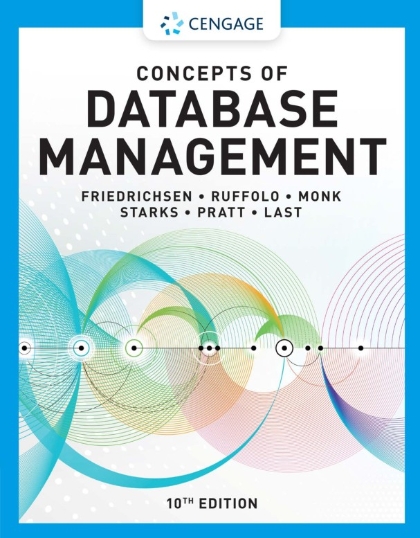 CENGAGE
CONCEPTS OF
DATABASE
MANAGEMENT
FRIEDRICHSEN • RUFFOLO • MONK
STARKS • PRATT • LAST
10TH EDITION